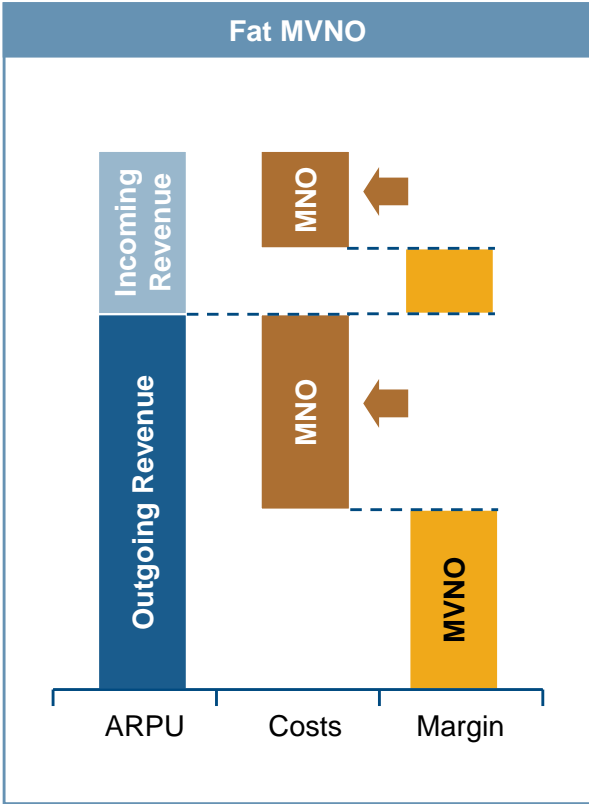 Fat MVNO
Incoming
Revenue
MNO
Outgoing Revenue
MNO
MVNO
ARPU
Costs
Margin